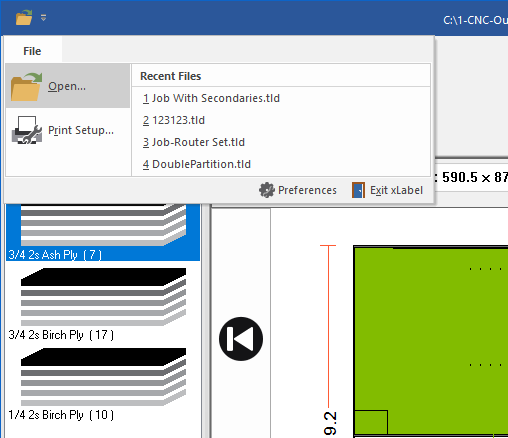 C:\1-CNC-Ou
File
Open...
Print Setup...
Recent Files
1 Job With Secondaries.tld
2 123123.tld
3 Job-Router Set.tld
4 DoublePartition.tld
Preferences
Exit xLabel
: 590.5 × 87
3/4 2s Ash Ply ( 7 )
3/4 2s Birch Ply ( 17 )
1/4 2s Birch Ply ( 10 )
9.2